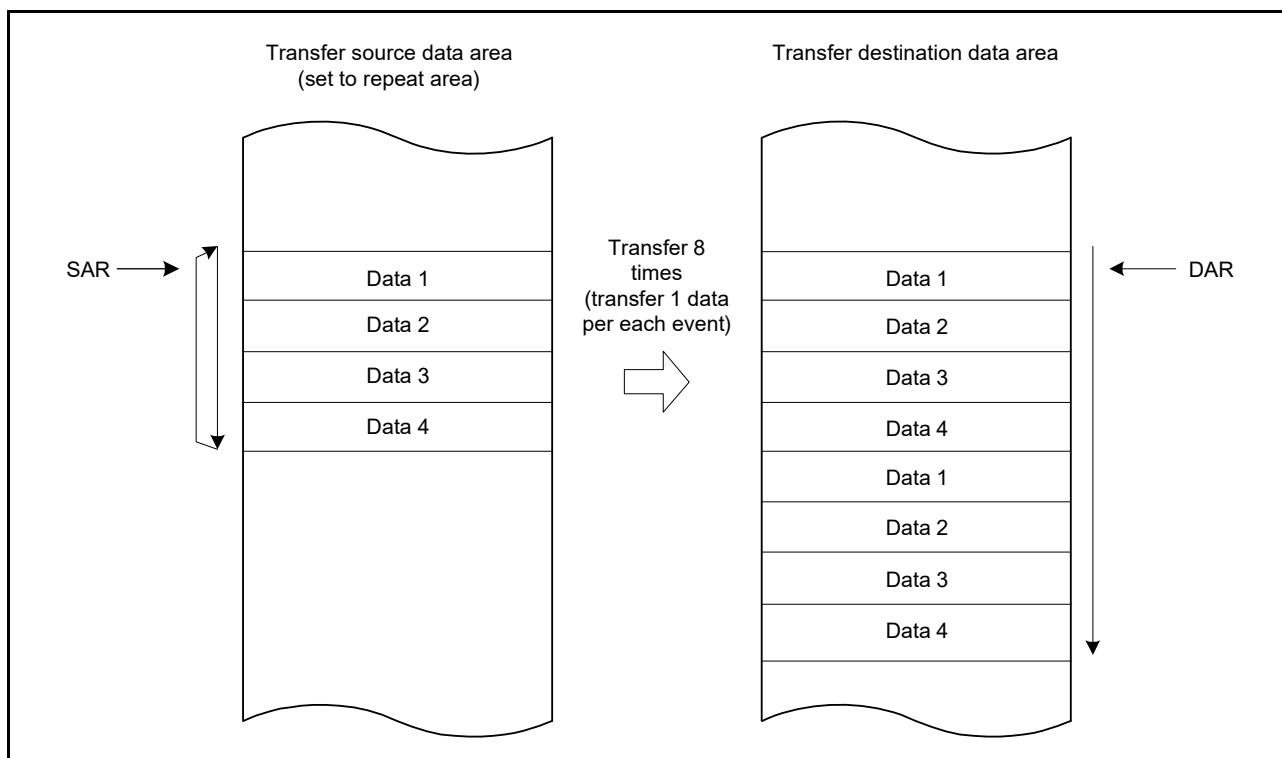 Transfer source data area
(set to repeat area)
Transfer destination data area
SAR
Data 1
Data 2
Data 3
Data 4
Transfer 8
times
(transfer 1 data
per each event)
Data 1
Data 2
Data 3
Data 4
Data 1
Data 2
Data 3
Data 4
DAR